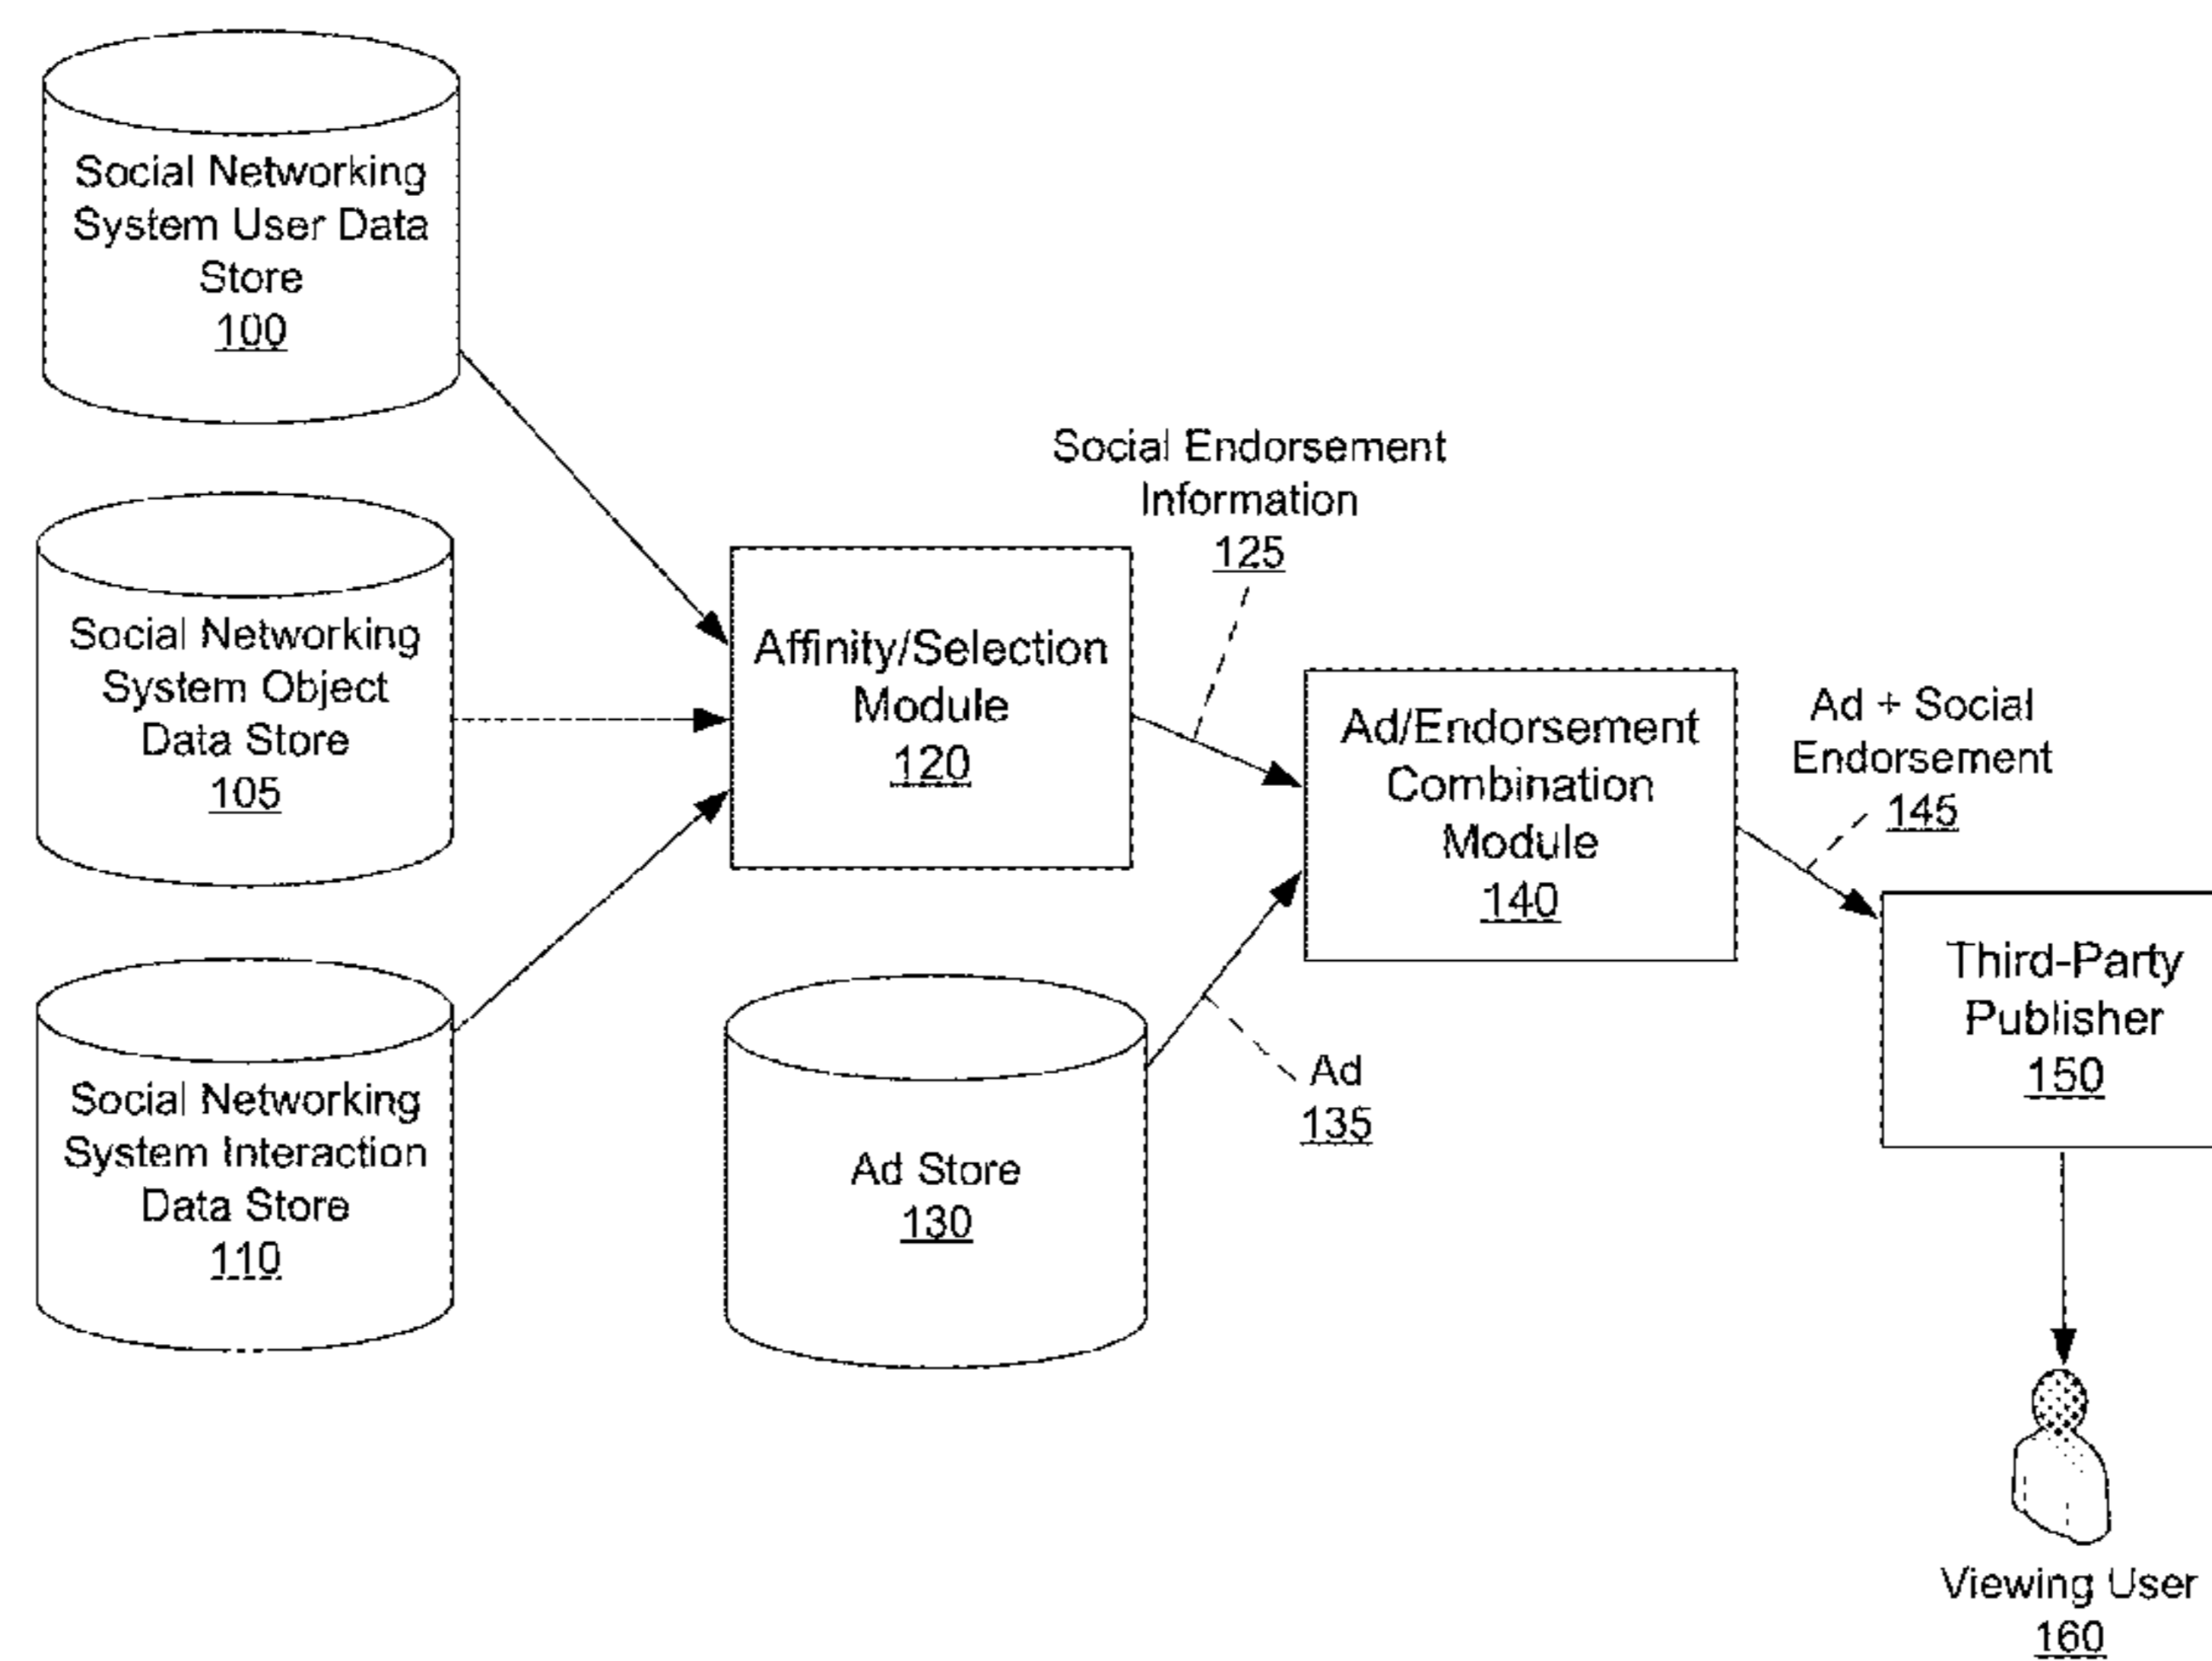 Social Networking
System User Data
Store
100
Social Networking
System Object
Data Store
105
Social Networking
System Interaction
Data Store
110
Affinity/Selection
Module
120
Social Endorsement
Information
125
Ad Store
130
Ad
135
Ad/Endorsement
Combination
Module
140
Ad + Social
Endorsement
145
Third-Party
Publisher
150
Viewing User
160